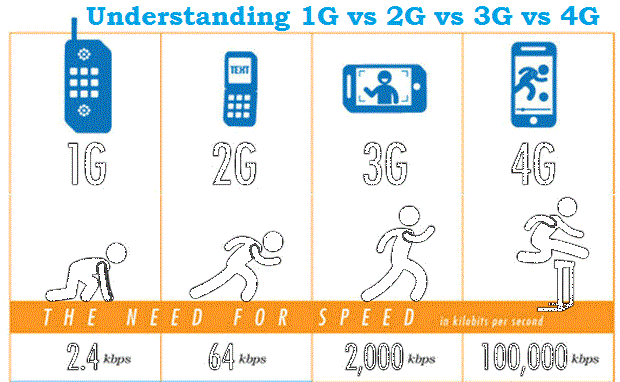 Understanding 1G vs 2G vs 3G vs 4G
TEXT
1G 2G 3G 4G
THE NEED FOR SPEED in kilobits per second
2.4 kbps 64 kbps 2,000 kbps 100,000 kbps